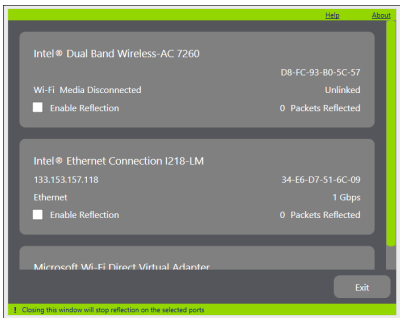 Help About
Intel® Dual Band Wireless-AC 7260
D8-FC-93-B0-5C-57
Wi-Fi Media Disconnected Unlinked
Enable Reflection 0 Packets Reflected
Intel® Ethernet Connection I218-LM
133.153.157.118 34-E6-D7-51-6C-09
Ethernet 1 Gbps
Enable Reflection 0 Packets Reflected
Microsoft Wi-Fi Direct Virtual Adapter
Exit
! Closing this window will stop reflection on the selected ports